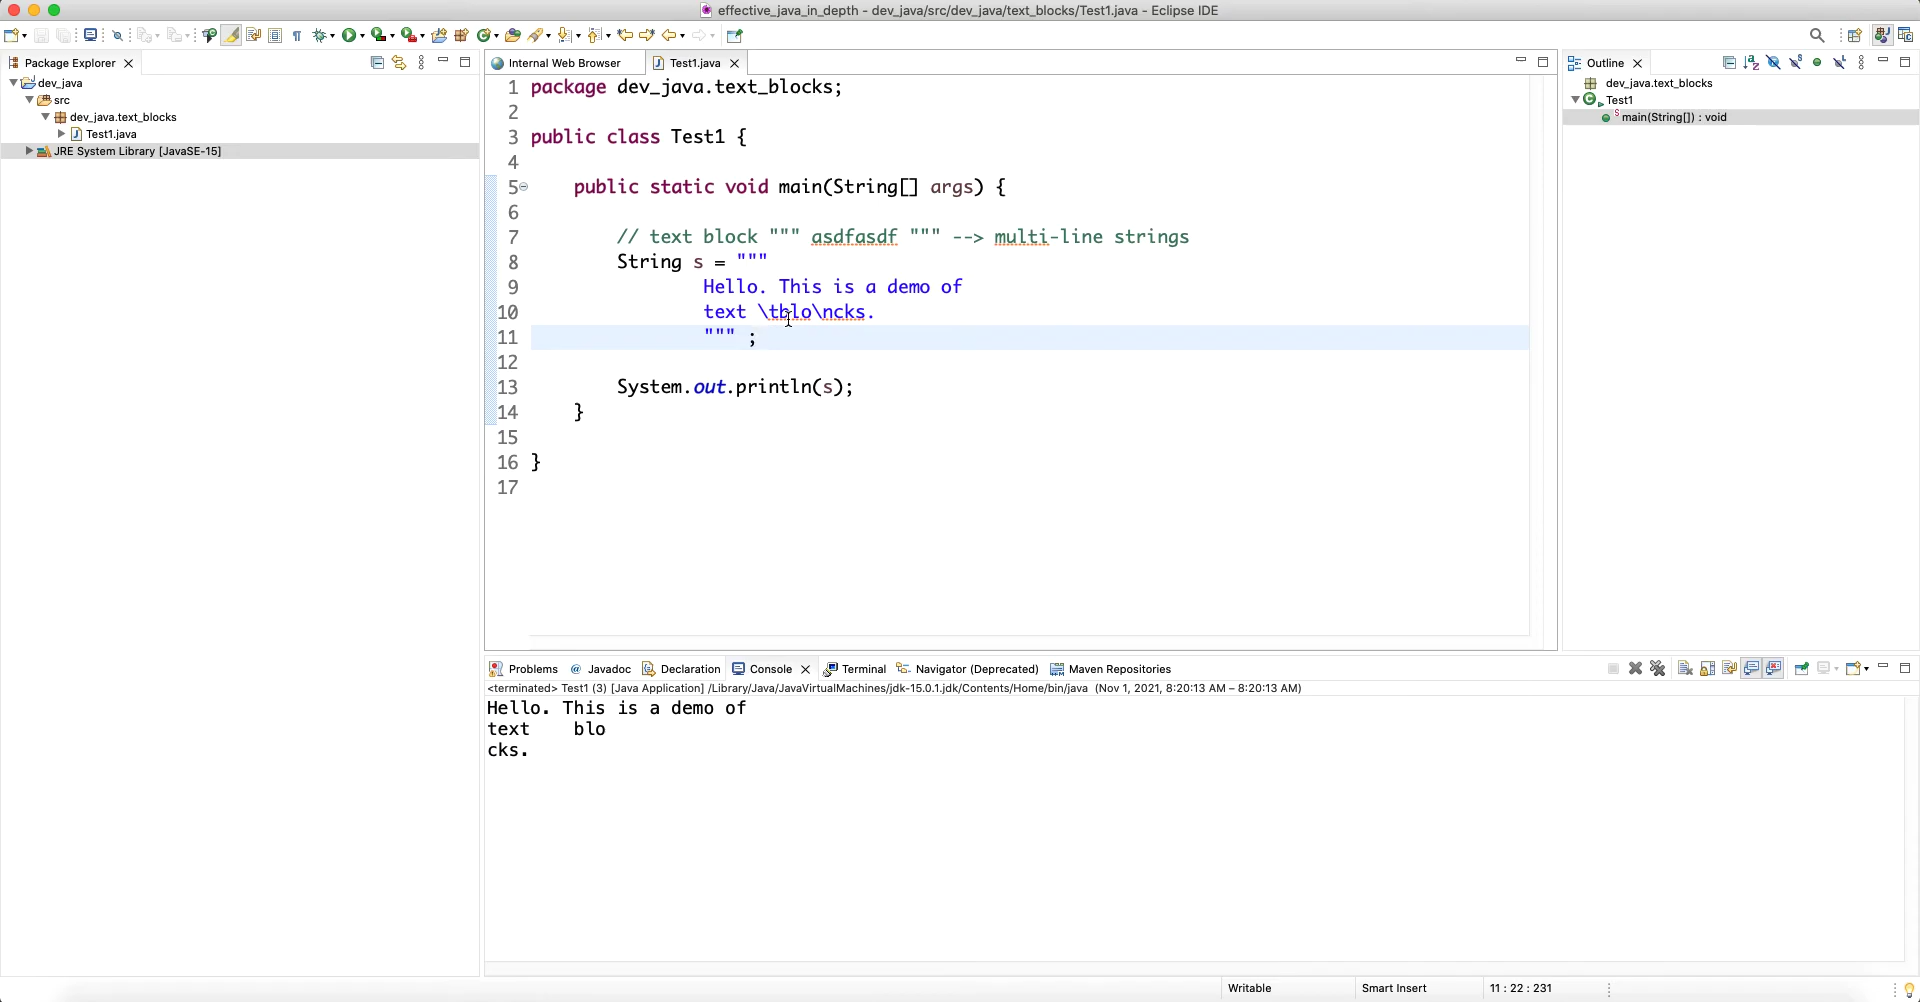 effective_java_in_depth - dev_java/src/dev_java/text_blocks/Test1.java - Eclipse IDE
Package Explorer
dev_java
src
dev_java.text_blocks
Test1.java
JRE System Library [JavaSE-15]
Internal Web Browser
Test1.java
1 package dev_java.text_blocks;
2
3 public class Test1 {
4
5 public static void main(String[] args) {
6
7 // text block """ asdfasdf """ --> multi-line strings
8 String s = """
9 Hello. This is a demo of
10 text \tblo\ncks.
11 """ ;
12
13 System.out.println(s);
14 }
15
16 }
17
Outline
dev_java.text_blocks
Test1
main(String[]) : void
Problems @ Javadoc Declaration Console Terminal Navigator (Deprecated) Maven Repositories
<terminated> Test1 (3) [Java Application] /Library/Java/JavaVirtualMachines/jdk-15.0.1.jdk/Contents/Home/bin/java (Nov 1, 2021, 8:20:13 AM – 8:20:13 AM)
Hello. This is a demo of
text    blo
cks.
Writable Smart Insert 11 : 22 : 231